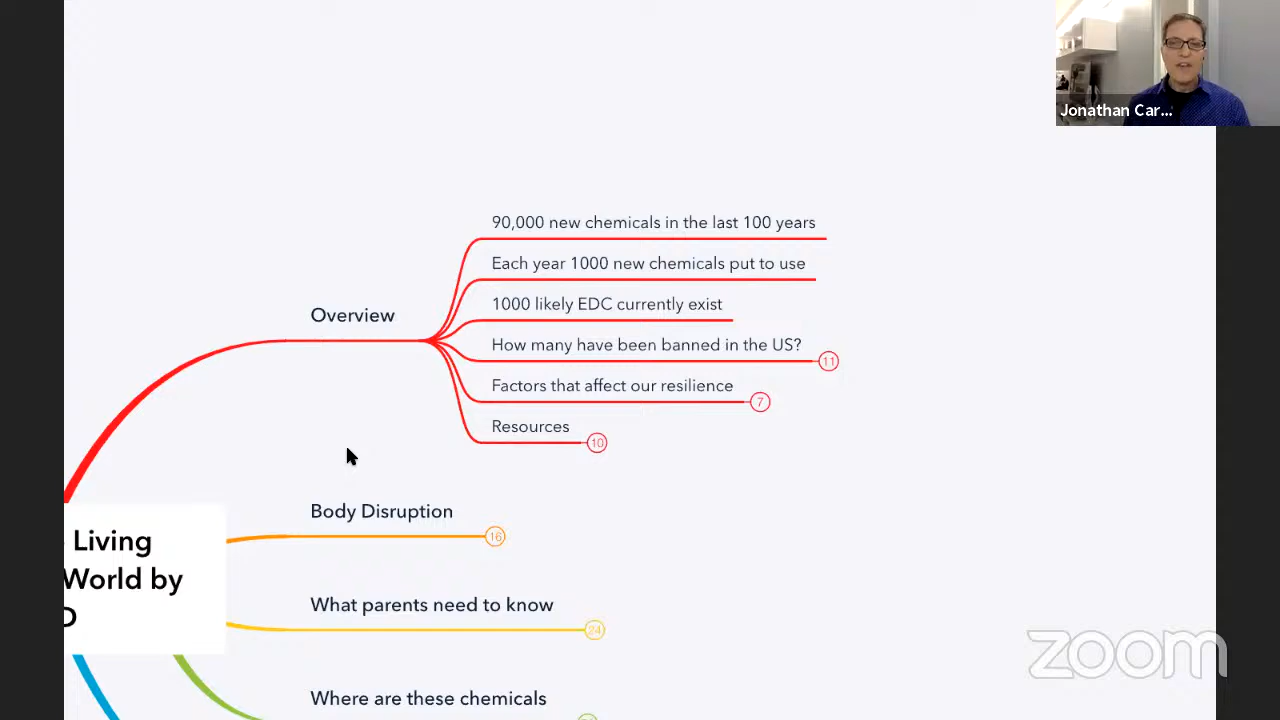 Jonathan Car...
90,000 new chemicals in the last 100 years
Each year 1000 new chemicals put to use
1000 likely EDC currently exist
Overview
How many have been banned in the US?
11
Factors that affect our resilience
7
Resources
10
Body Disruption
16
Living
World by
D
What parents need to know
24
Where are these chemicals
zoom